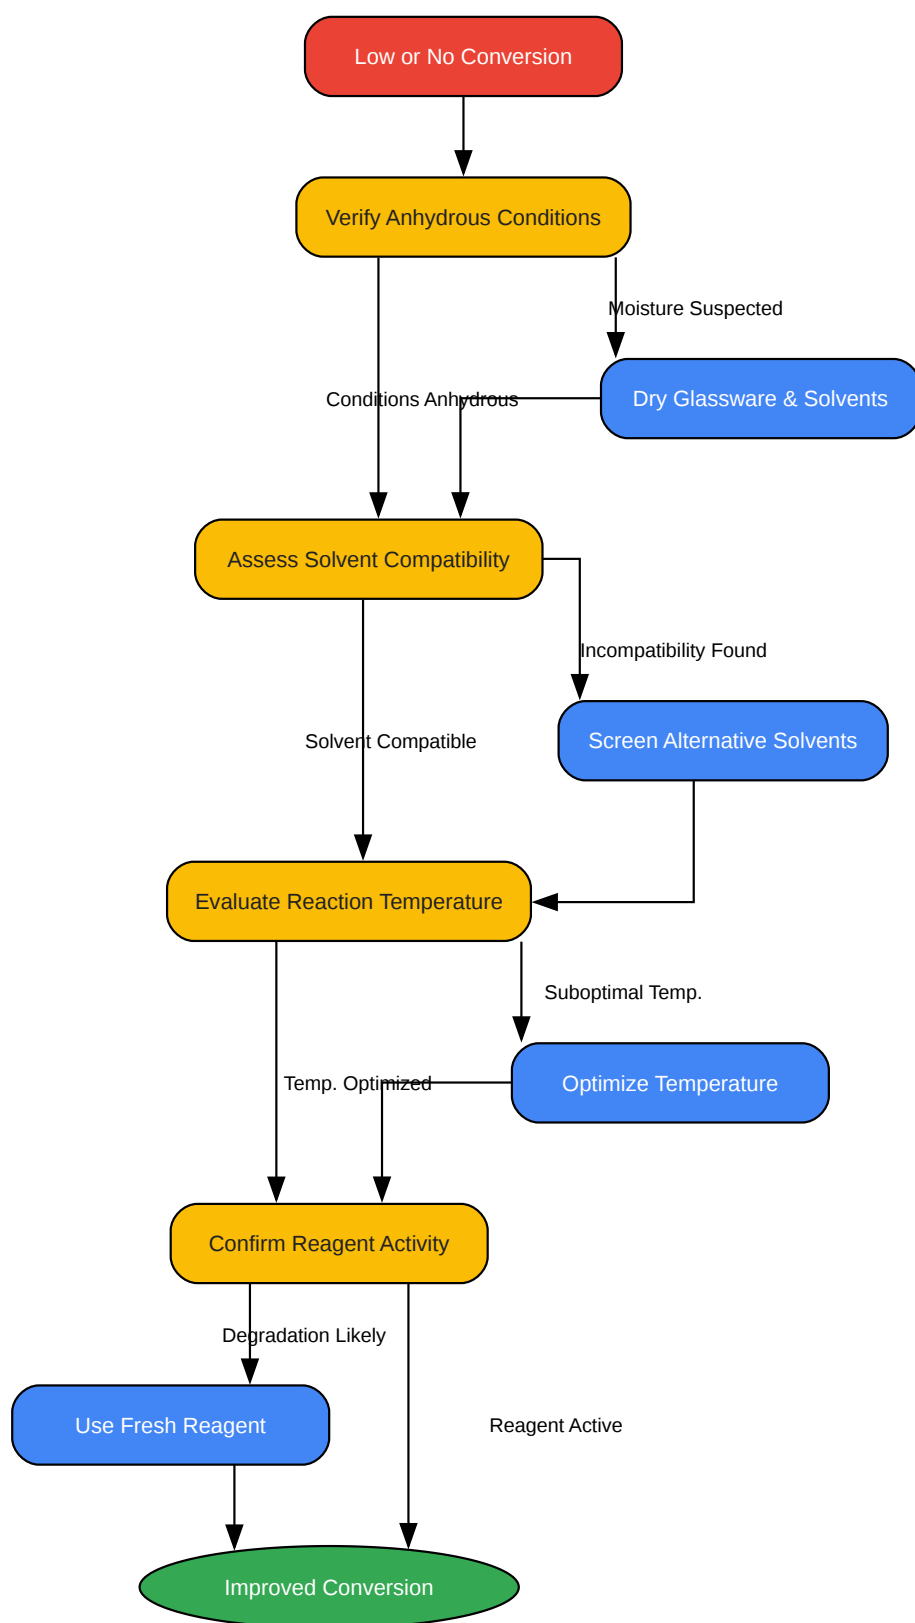 Low or No Conversion
Verify Anhydrous Conditions
Moisture Suspected
Dry Glassware & Solvents
Conditions Anhydrous
Assess Solvent Compatibility
Incompatibility Found
Screen Alternative Solvents
Solvent Compatible
Evaluate Reaction Temperature
Suboptimal Temp.
Optimize Temperature
Temp. Optimized
Confirm Reagent Activity
Degradation Likely
Use Fresh Reagent
Reagent Active
Improved Conversion